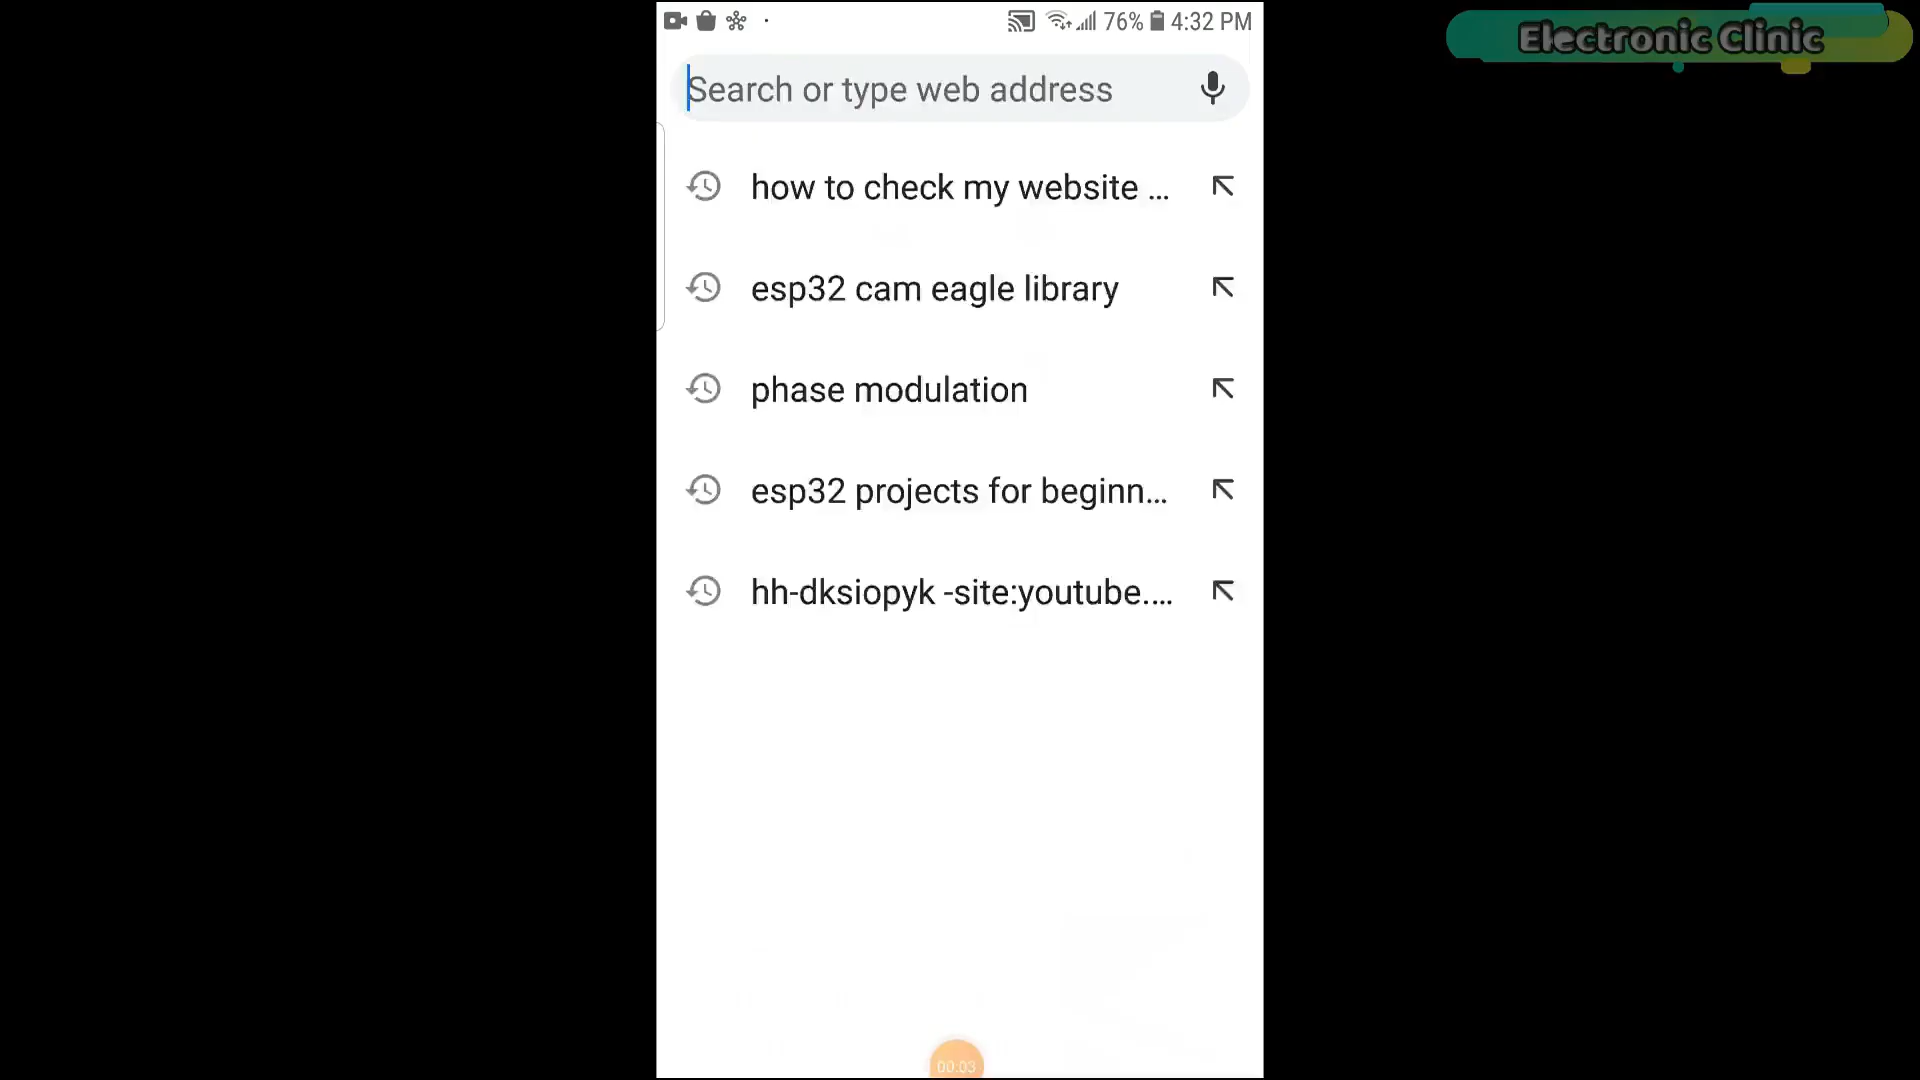 76% 4:32 PM
Electronic Clinic
Search or type web address
how to check my website ...
esp32 cam eagle library
phase modulation
esp32 projects for beginn...
hh-dksiopyk -site:youtube....
00:03